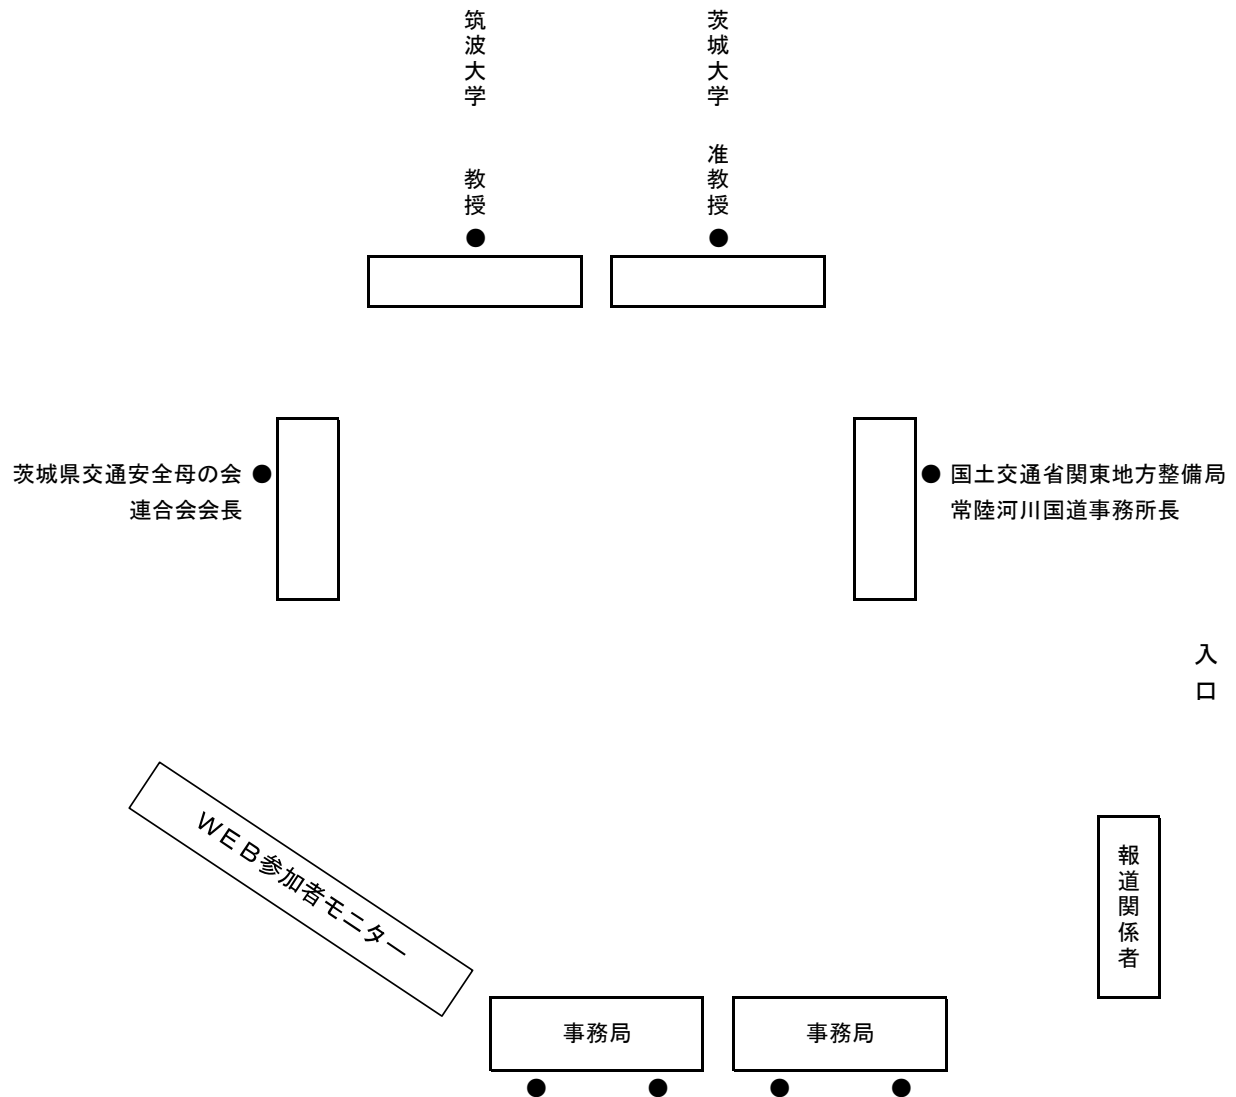 筑波大学　教授
茨城大学　准教授
茨城県交通安全母の会
連合会会長
国土交通省関東地方整備局
常陸河川国道事務所長
入口
WEB参加者モニター
報道関係者
事務局
事務局